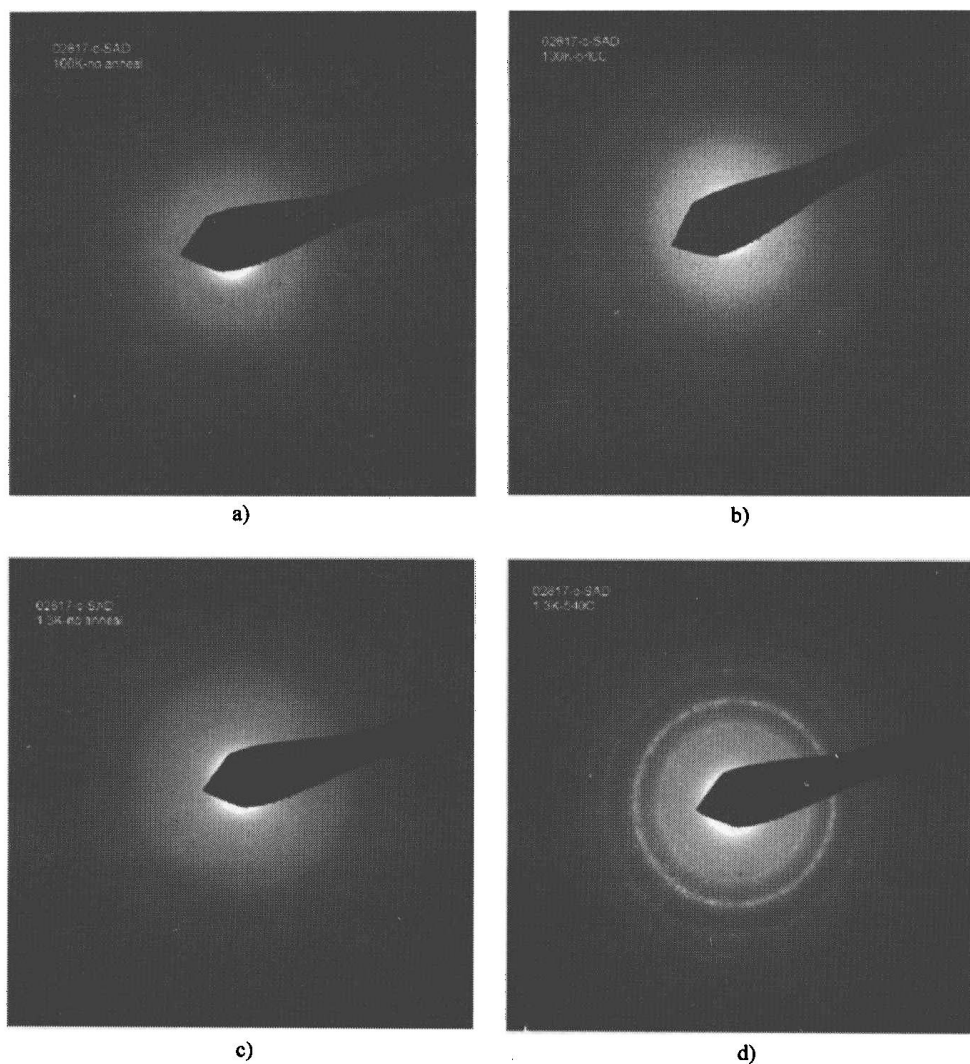 02817-c-SAD
100K-no anneal
02817-c-SAD
a)
b)
02817-c-SAD
1.3K-no anneal
02817-c-SAD
1.3K-540C
c)
d)